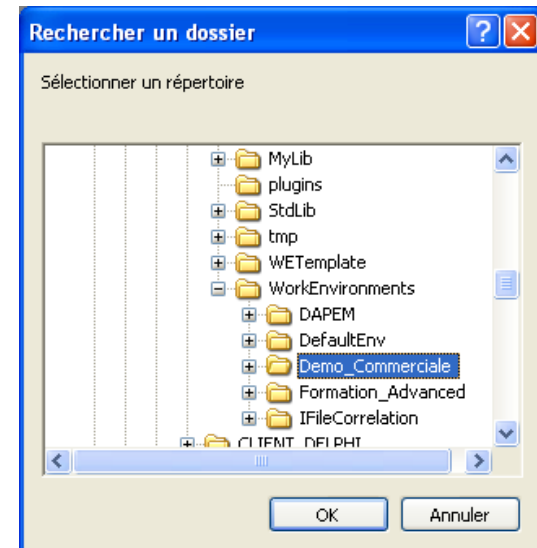 Rechercher un dossier
Sélectionner un répertoire
MyLib
plugins
StdLib
tmp
WETemplate
WorkEnvironments
DAPEM
DefaultEnv
Demo_Commerciale
Formation_Advanced
IFileCorrelation
CLIENT_DELPHI
OK Annuler